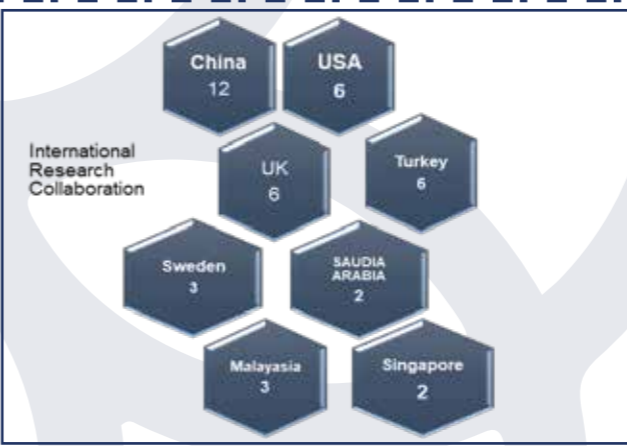 China
12
USA
6
International
Research
Collaboration
UK
6
Turkey
6
Sweden
3
SAUDIA
ARABIA
2
Malayasia
3
Singapore
2